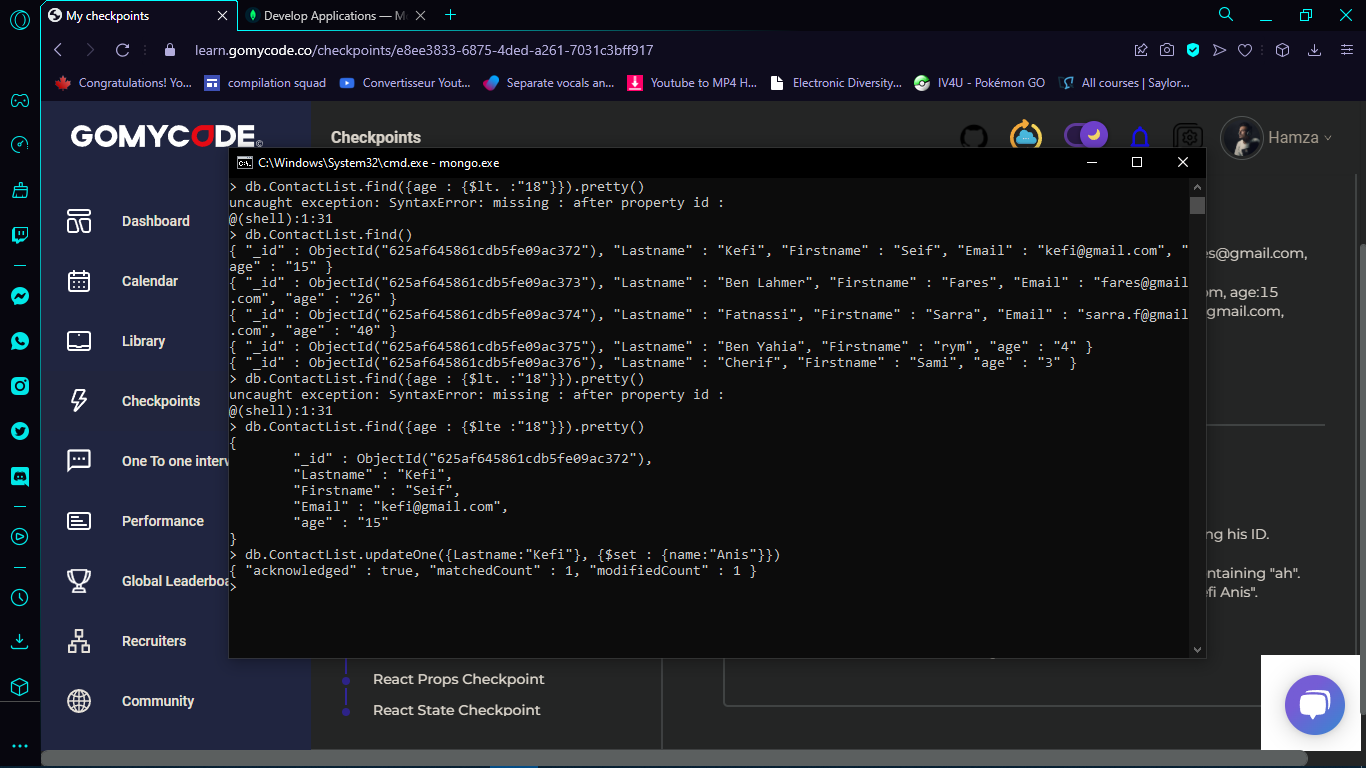 My checkpoints
Develop Applications — M
learn.gomycode.co/checkpoints/e8ee3833-6875-4ded-a261-7031c3bff917
Congratulations! Yo...
compilation squad
Convertisseur Yout...
Separate vocals an...
Youtube to MP4 H...
Electronic Diversity...
IV4U - Pokémon GO
All courses | Saylor...
GOMYCODE
Checkpoints
Hamza
Dashboard
Calendar
Library
Checkpoints
One To one interv
Performance
Global Leaderboa
Recruiters
Community
C:\Windows\System32\cmd.exe - mongo.exe
> db.ContactList.find({age : {$lt. :"18"}}).pretty()
uncaught exception: SyntaxError: missing : after property id :
@(shell):1:31
> db.ContactList.find()
{ "_id" : ObjectId("625af645861cdb5fe09ac372"), "Lastname" : "Kefi", "Firstname" : "Seif", "Email" : "kefi@gmail.com", "
age" : "15" }
{ "_id" : ObjectId("625af645861cdb5fe09ac373"), "Lastname" : "Ben Lahmer", "Firstname" : "Fares", "Email" : "fares@gmail
.com", "age" : "26" }
{ "_id" : ObjectId("625af645861cdb5fe09ac374"), "Lastname" : "Fatnassi", "Firstname" : "Sarra", "Email" : "sarra.f@gmail
.com", "age" : "40" }
{ "_id" : ObjectId("625af645861cdb5fe09ac375"), "Lastname" : "Ben Yahia", "Firstname" : "rym", "age" : "4" }
{ "_id" : ObjectId("625af645861cdb5fe09ac376"), "Lastname" : "Cherif", "Firstname" : "Sami", "age" : "3" }
> db.ContactList.find({age : {$lt. :"18"}}).pretty()
uncaught exception: SyntaxError: missing : after property id :
@(shell):1:31
> db.ContactList.find({age : {$lte :"18"}}).pretty()
{
"_id" : ObjectId("625af645861cdb5fe09ac372"),
"Lastname" : "Kefi",
"Firstname" : "Seif",
"Email" : "kefi@gmail.com",
"age" : "15"
}
> db.ContactList.updateOne({Lastname:"Kefi"}, {$set : {name:"Anis"}})
{ "acknowledged" : true, "matchedCount" : 1, "modifiedCount" : 1 }
>
es@gmail.com,
om, age:15
gmail.com,
ng his ID.
ntaining "ah".
efi Anis".
React Props Checkpoint
React State Checkpoint